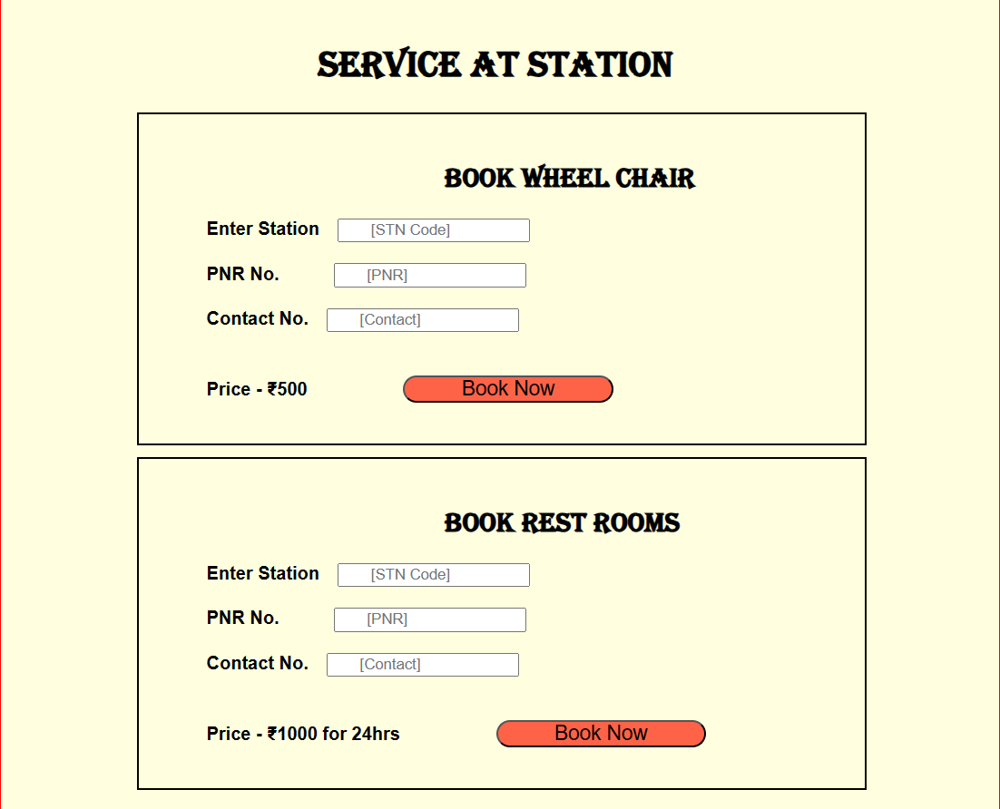 SERVICE AT STATION
BOOK WHEEL CHAIR
Enter Station [STN Code]
PNR No. [PNR]
Contact No. [Contact]
Price - ₹500 Book Now
BOOK REST ROOMS
Enter Station [STN Code]
PNR No. [PNR]
Contact No. [Contact]
Price - ₹1000 for 24hrs Book Now